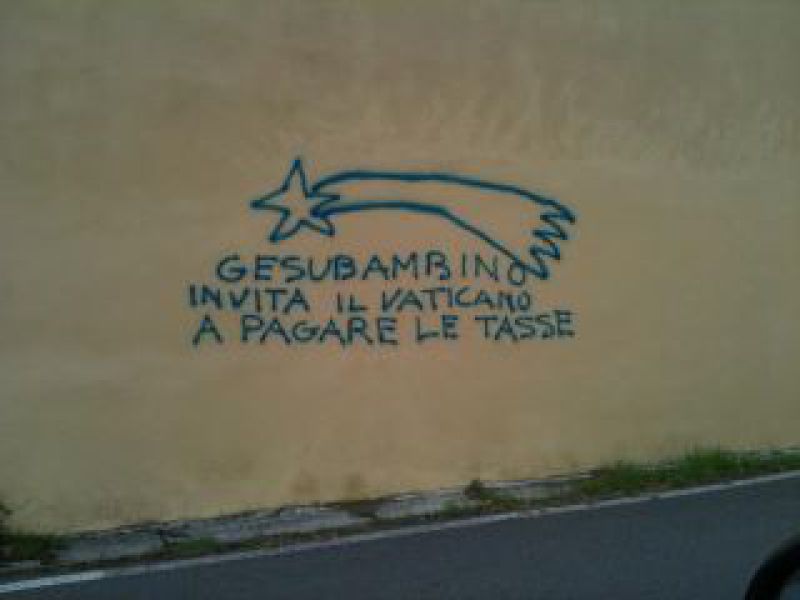 GESUBAMBINO
INVITA IL VATICANO
A PAGARE LE TASSE